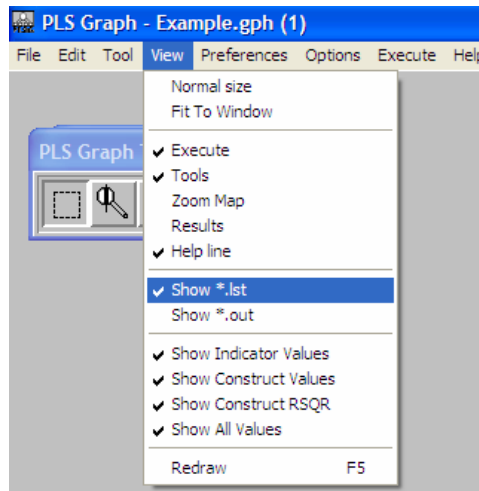 PLS Graph - Example.gph (1)
File Edit Tool View Preferences Options Execute Help
Normal size
Fit To Window
PLS Graph
Execute
Tools
Zoom Map
Results
Help line
Show *.lst
Show *.out
Show Indicator Values
Show Construct Values
Show Construct RSQR
Show All Values
Redraw F5